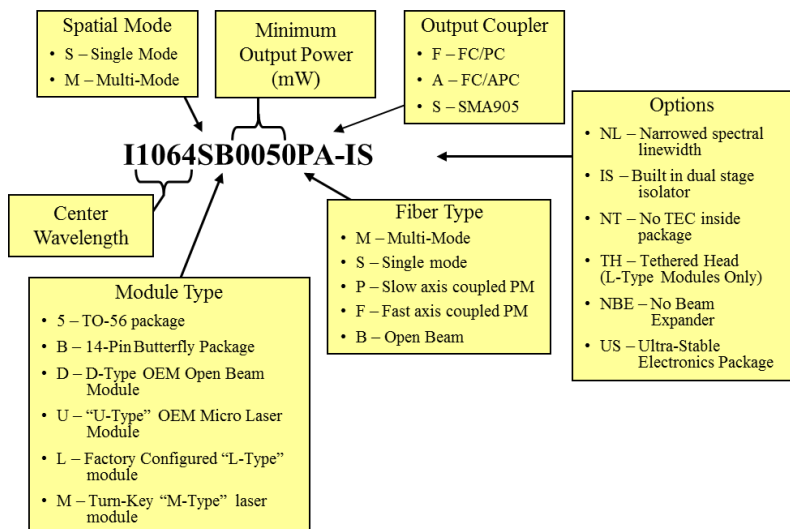 Spatial Mode
• S – Single Mode
• M – Multi-Mode
Minimum
Output Power
(mW)
Output Coupler
• F – FC/PC
• A – FC/APC
• S – SMA905
I1064SB0050PA-IS
Center
Wavelength
Module Type
• 5 – TO-56 package
• B – 14-Pin Butterfly Package
• D – D-Type OEM Open Beam
Module
• U – “U-Type” OEM Micro Laser
Module
• L – Factory Configured “L-Type”
module
• M – Turn-Key “M-Type” laser
module
Fiber Type
• M – Multi-Mode
• S – Single mode
• P – Slow axis coupled PM
• F – Fast axis coupled PM
• B – Open Beam
Options
• NL – Narrowed spectral
linewidth
• IS – Built in dual stage
isolator
• NT – No TEC inside
package
• TH – Tethered Head
(L-Type Modules Only)
• NBE – No Beam
Expander
• US – Ultra-Stable
Electronics Package